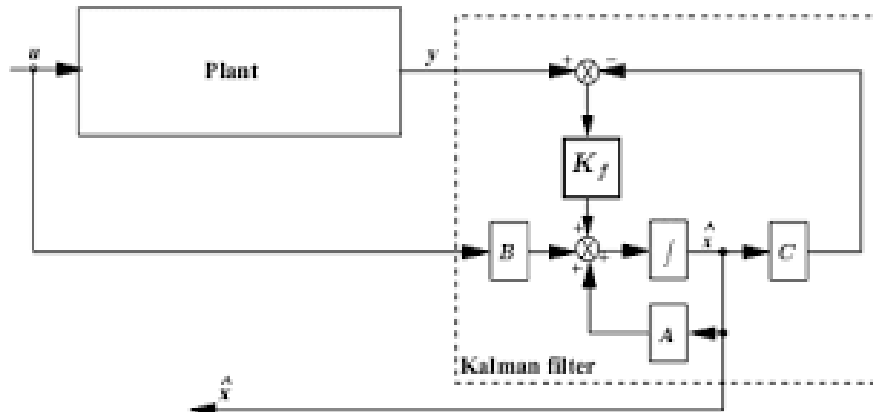 u
Plant
y
+
−
K_f
+
B
+
+
∫
x̂
C
A
Kalman filter
x̂